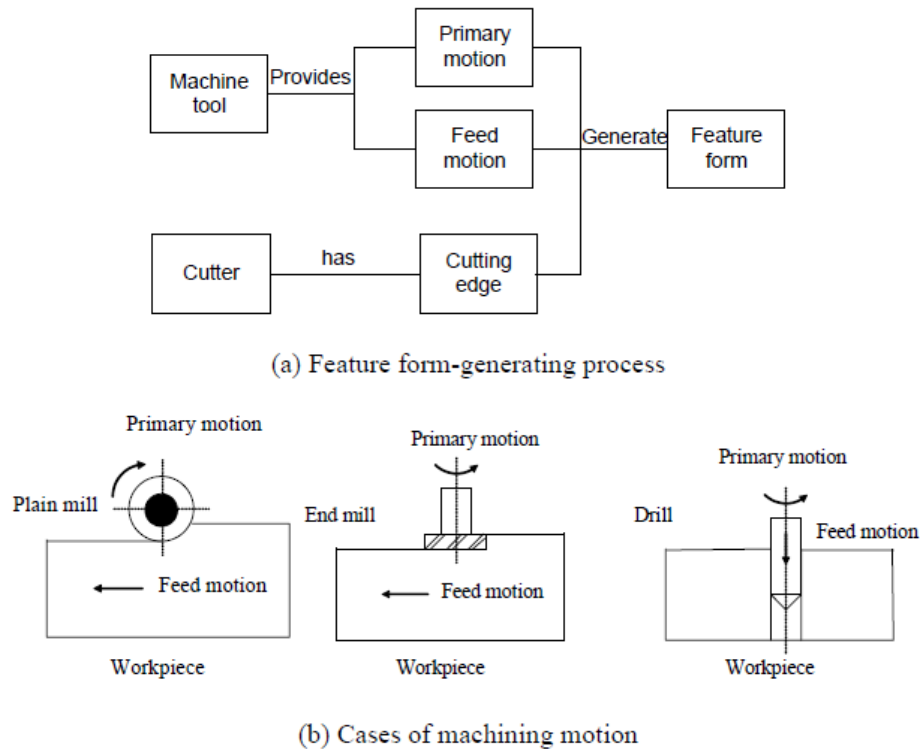 Primary
motion
Machine
tool
Provides
Feed
motion
Generate
Feature
form
Cutter
has
Cutting
edge
(a) Feature form-generating process
Primary motion
Plain mill
Feed motion
Workpiece
Primary motion
End mill
Feed motion
Workpiece
Primary motion
Drill
Feed motion
Workpiece
(b) Cases of machining motion